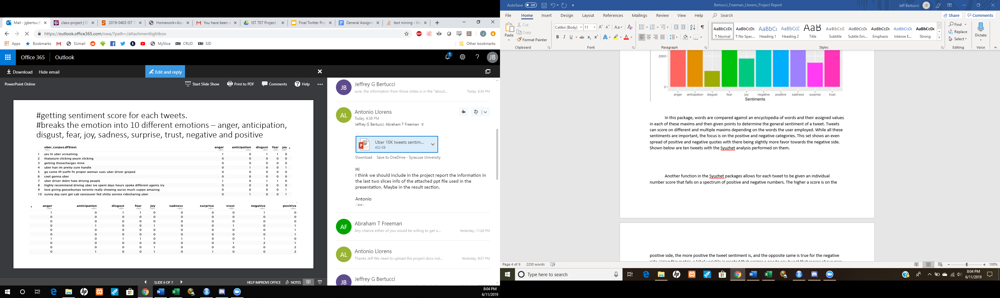 Mail - jgbertuc@
class-project | IS
2019-0403 IST 7
Homework+Ass
You have been a
IST 707 Project -
Final Twitter Pro
General Assignm
text mining - Vie
https://outlook.office365.com/owa/?path=/attachmentlightbox
Apps
Bookmarks
SUmail
MySlice
CRUD
SID
Other bookmarks
Office 365
Outlook
1
JB
Download
Hide email
Edit and reply
PowerPoint Online
Start Slide Show
Print to PDF
Comments
Help
#getting sentiment score for each tweets.
#breaks the emotion into 10 different emotions – anger, anticipation,
disgust, fear, joy, sadness, surprise, trust, negative and positive
uber_curpus.df$text anger anticipation disgust fear joy
1 yes hi uber screaming 1 0 1 1 0
2 thatyoure clicking youre clicking 0 0 0 0 0
3 getting thesecharges mine 0 0 0 0 0
4 uber han im pretty sure handle 0 1 0 0 1
5 go come tfl outfit fit proper woman sues uber driver groped 0 0 0 0 0
6 cool gonna uber 0 0 0 0 0
7 uber driver didnt hate driving people 1 0 1 1 0
8 highly recommend driving uber ive spent days hours spoke different agents try 0 0 0 0 0
9 love giving goosebumps toronto really showing ourso much suppo amazing 0 0 0 0 1
10 sunny day cant get cab vancouver fed shitty service ridesharing uber 0 1 0 0 1
anger anticipation disgust fear joy sadness surprise trust negative positive
1 0 1 1 0 0 0 0 1 0
0 0 0 0 0 0 0 0 0 0
0 0 0 0 0 0 0 0 0 0
0 1 0 0 1 0 0 1 0 1
0 0 0 0 0 0 0 0 0 1
0 0 0 0 0 0 0 0 0 1
1 0 1 1 0 1 0 0 1 0
0 0 0 0 0 0 0 1 2 1
0 0 0 0 1 0 0 0 0 2
0 1 0 0 1 0 1 0 0 2
SLIDE 6 OF 7
HELP IMPROVE OFFICE
NOTES
JB
Jeffrey G Bertucci
sure, the information from those slides is in the "about...
Today, 6:34 PM
AL
Antonio Llorens
Today, 4:36 PM
Jeffrey G Bertucci; Abraham T Freeman
Uber 10K tweets sentim...
452 KB
Download
Save to OneDrive - Syracuse University
Hi
I think we should include in the project report the information in
the last two slices info of the attached ppt file used in the
presentation. Maybe in the result section.
Antonio
AF
Abraham T Freeman
Any chance either of you would be willing to get o...
Yesterday, 11:28 PM
AL
Antonio Llorens
Thanks Jeff We need to upload the project docs ind...
Yesterday, 9:57 PM
JB
Jeffrey G Bertucci
8:04 PM
6/11/2019
AutoSave Off
Bertucci_Freeman_Llorens_Project Report
Jeff Bertucci
JB
File
Home
Insert
Design
Layout
References
Mailings
Review
View
Help
Search
Share
Comments
Paste
Cut
Copy
Format Painter
Clipboard
Calibri (Body)
11
Font
Paragraph
AaBbCcDc
¶ Normal
AaBbCcDc
¶ No Spac...
AaBbC
Heading 1
AaBbCcE
Heading 2
AaB
Title
AaBbCcD
Subtitle
AaBbCcDc
Subtle Em...
AaBbCcDc
Emphasis
AaBbCcDc
Intense E...
AaBbCcDc
Strong
Styles
Find
Replace
Select
Editing
Dictate
Voice
2000
0
anger anticipation disgust fear joy negative positive sadness surprise trust
Sentiments
In this package, words are compared against an encyclopedia of words and their assigned values
in each of these maxims and then given points to determine the general sentiment of a tweet. Tweets
can score on different and multiple maxims depending on the words the user employed. While all these
sentiments are important, the focus is on the positive and negative categories. This set shows an even
spread of positive and negative quotes with there being slightly more favor towards the negative side.
Shown below are ten tweets with the Syuzhet analysis performed on them.
Another function in the Syuzhet packages allows for each tweet to be given an individual
number score that falls on a spectrum of positive and negative numbers. The higher a score is on the
positive side, the more positive the tweet sentiment is, and the opposite same is true for the negative
Page 4 of 9
2250 words
100%
Type here to search
8:04 PM
6/11/2019